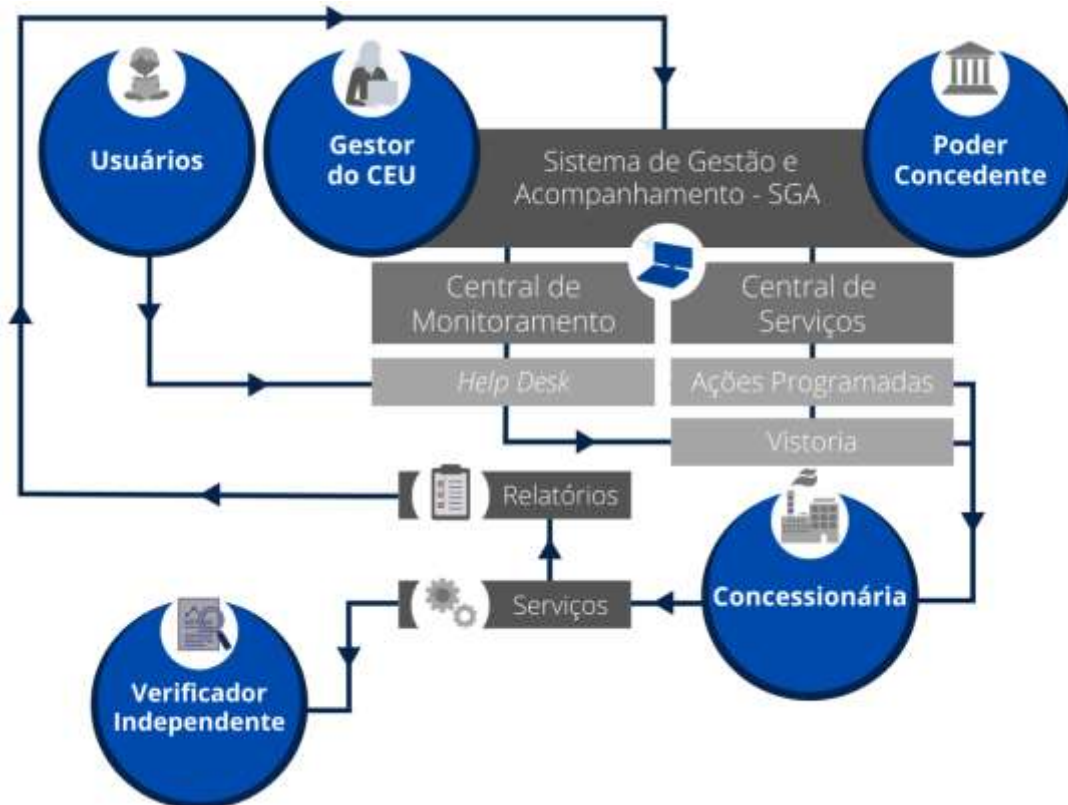 Usuários
Gestor
do CEU
Sistema de Gestão e
Acompanhamento - SGA
Poder
Concedente
Central de
Monitoramento
Central de
Serviços
Help Desk
Ações Programadas
Vistoria
Relatórios
Serviços
Concessionária
Verificador
Independente